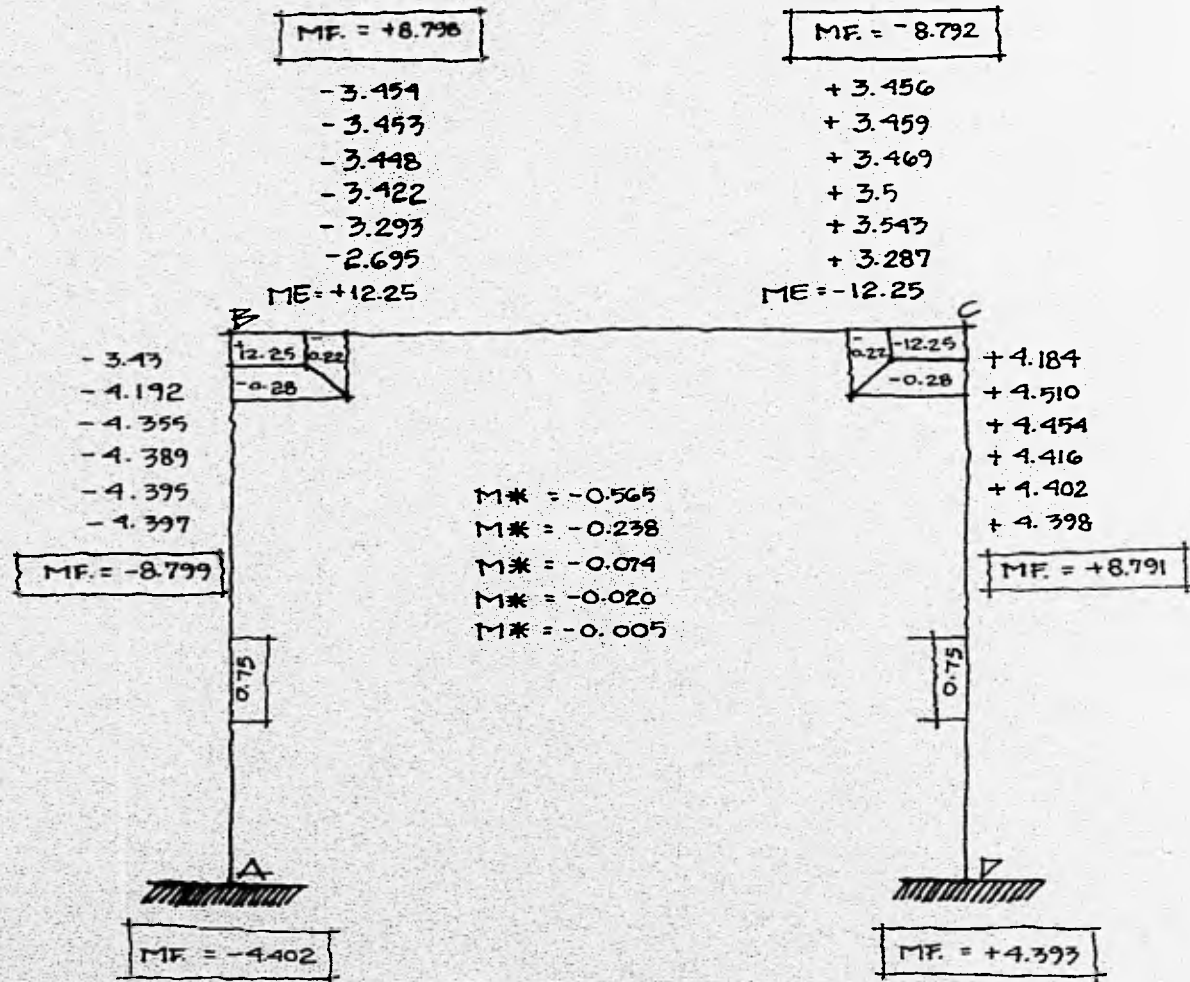 MF. = +8.798
MF. = -8.792
- 3.454
- 3.453
- 3.448
- 3.422
- 3.293
-2.695
ME= +12.25
+ 3.456
+ 3.459
+ 3.469
+ 3.5
+ 3.543
+ 3.287
ME = -12.25
B
C
+12.25
-0.22
-0.28
-0.22
-12.25
-0.28
- 3.43
- 4.192
- 4.355
- 4.389
- 4.395
- 4.397
MF. = -8.799
+ 4.184
+ 4.510
+ 4.454
+ 4.416
+ 4.402
+ 4.398
MF. = +8.791
M* = -0.565
M* = -0.238
M* = -0.074
M* = -0.020
M* = -0.005
0.75
0.75
A
D
MF. = -4.402
MF. = +4.393